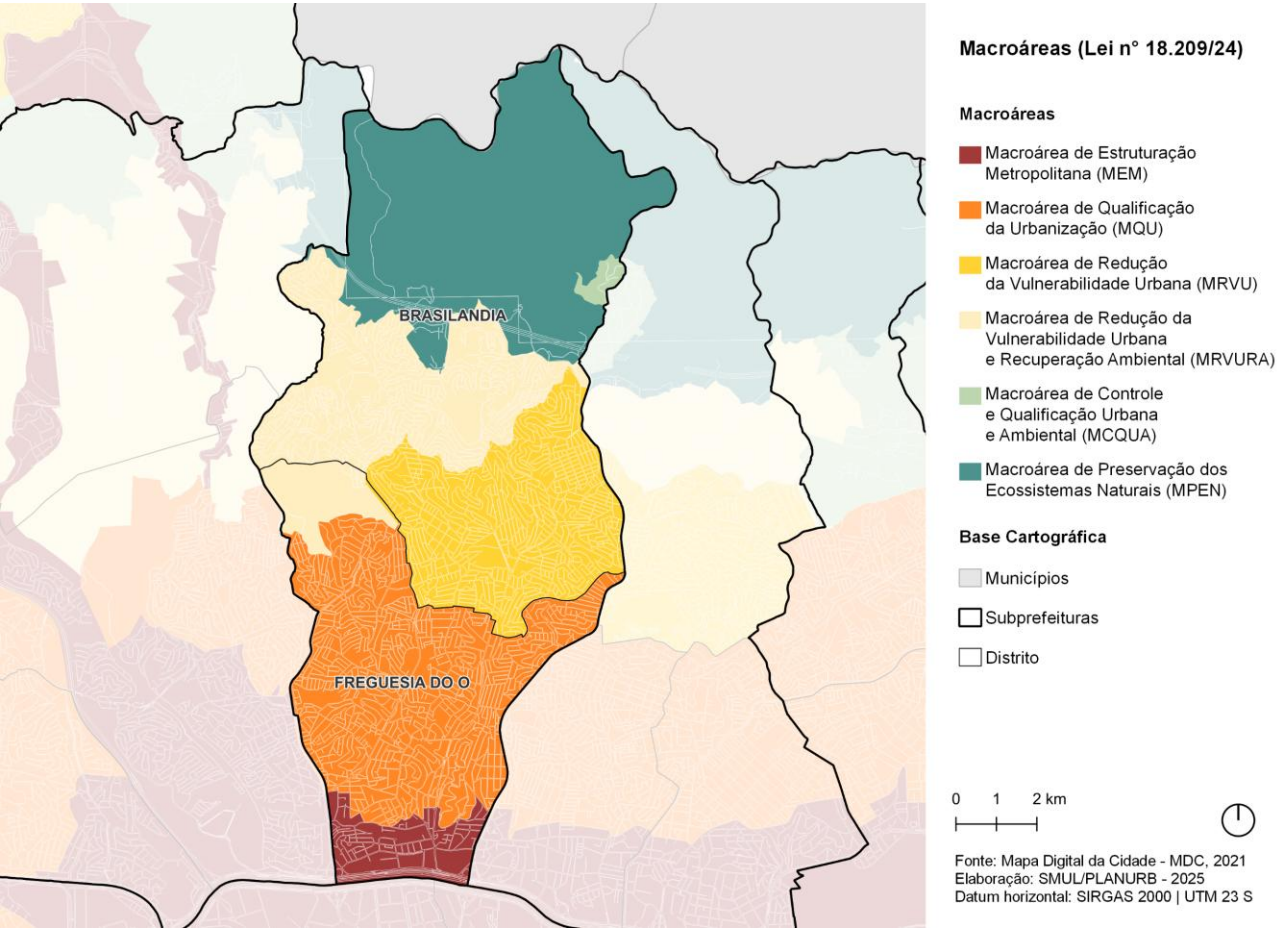 BRASILANDIA
FREGUESIA DO O
Macroáreas (Lei n° 18.209/24)
Macroáreas
Macroárea de Estruturação
Metropolitana (MEM)
Macroárea de Qualificação
da Urbanização (MQU)
Macroárea de Redução
da Vulnerabilidade Urbana (MRVU)
Macroárea de Redução da
Vulnerabilidade Urbana
e Recuperação Ambiental (MRVURA)
Macroárea de Controle
e Qualificação Urbana
e Ambiental (MCQUA)
Macroárea de Preservação dos
Ecossistemas Naturais (MPEN)
Base Cartográfica
Municípios
Subprefeituras
Distrito
0 1 2 km
Fonte: Mapa Digital da Cidade - MDC, 2021
Elaboração: SMUL/PLANURB - 2025
Datum horizontal: SIRGAS 2000 | UTM 23 S